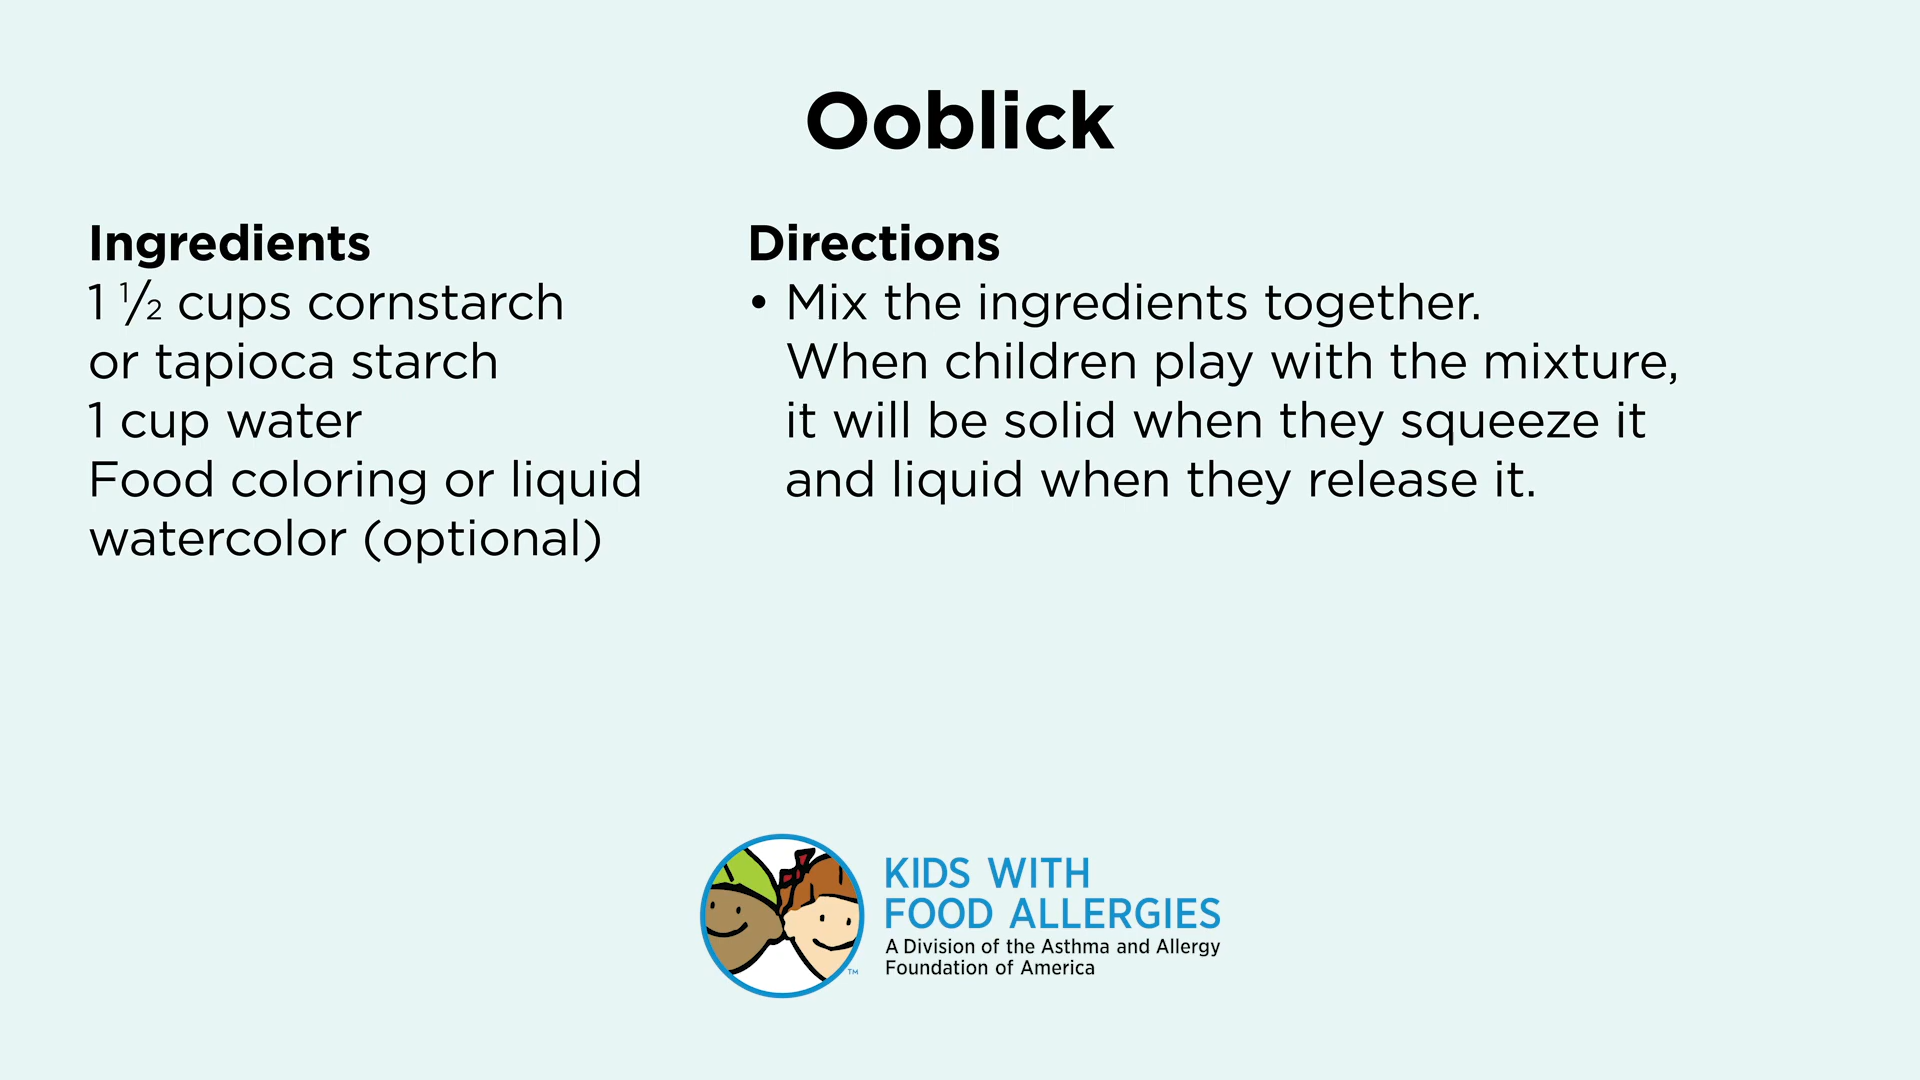 Ooblick
Ingredients
1 ½ cups cornstarch
or tapioca starch
1 cup water
Food coloring or liquid
watercolor (optional)
Directions
• Mix the ingredients together.
When children play with the mixture,
it will be solid when they squeeze it
and liquid when they release it.
KIDS WITH
FOOD ALLERGIES
A Division of the Asthma and Allergy
Foundation of America
TM